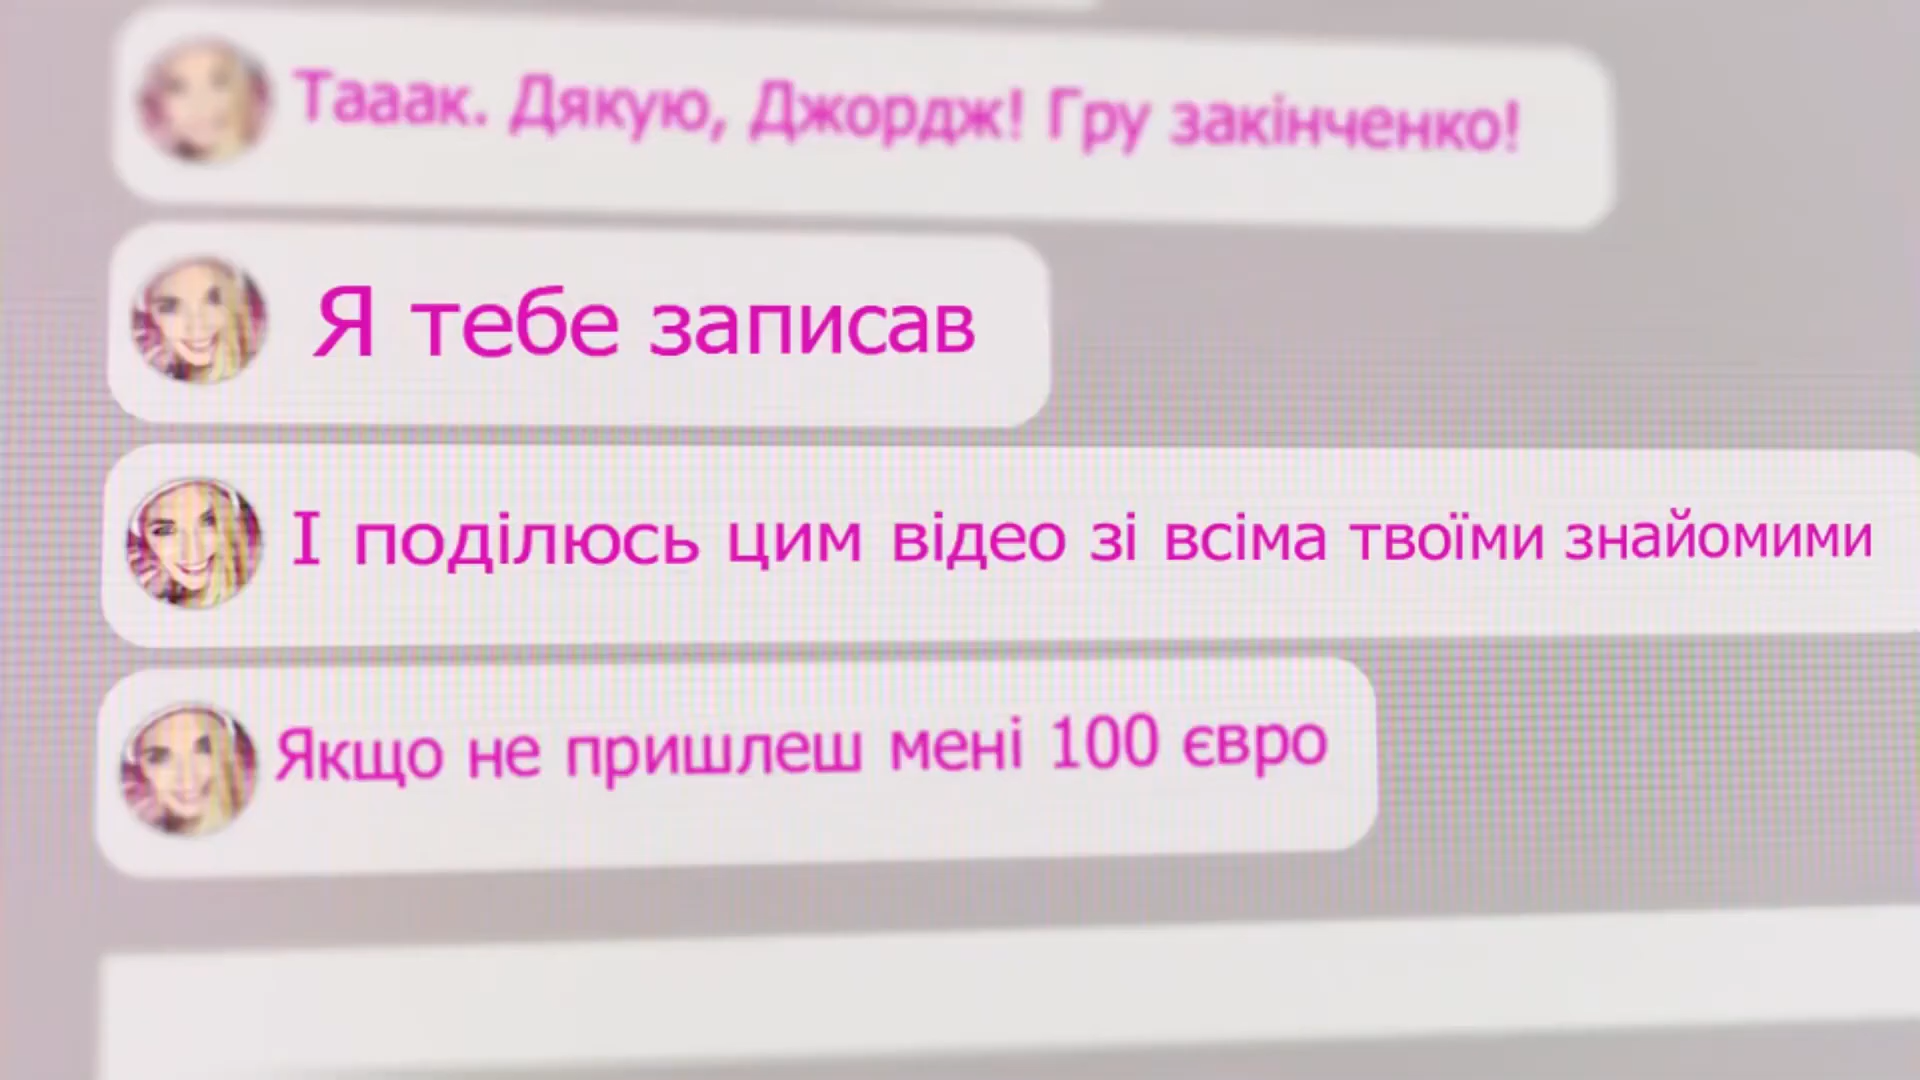 Тааак. Дякую, Джордж! Гру закінченко!
Я тебе записав
І поділюсь цим відео зі всіма твоїми знайомими
Якщо не пришлеш мені 100 євро